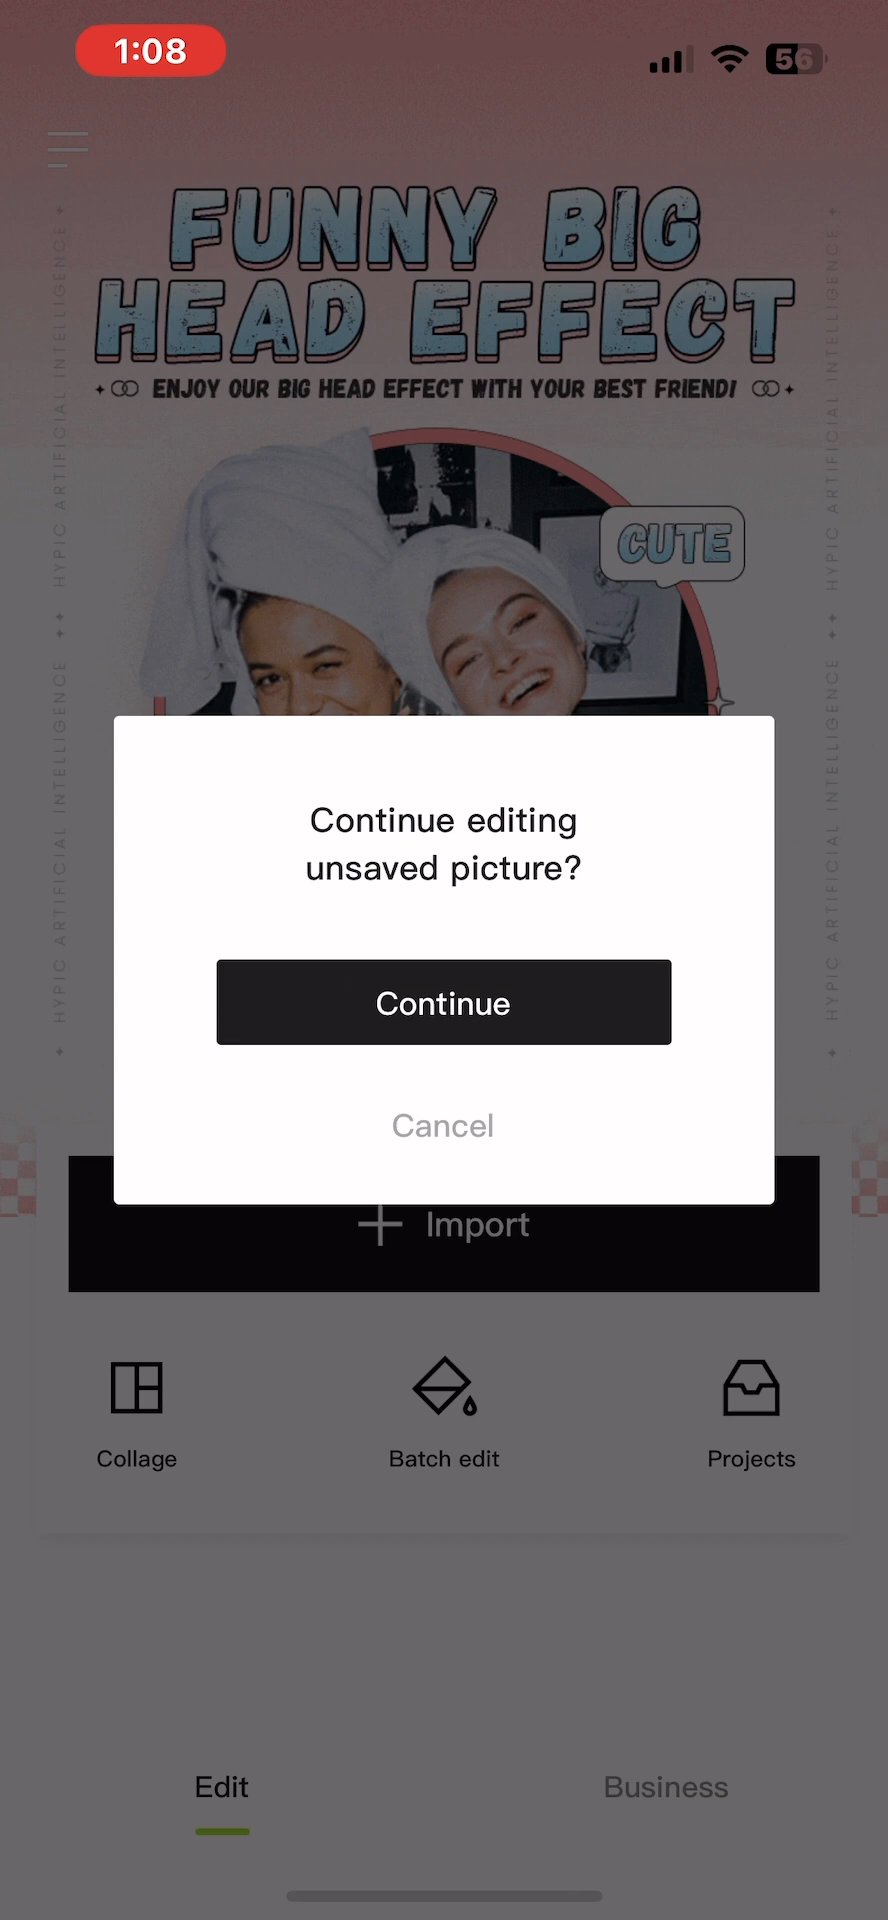 1:08
56
FUNNY BIG
HEAD EFFECT
ENJOY OUR BIG HEAD EFFECT WITH YOUR BEST FRIEND!
HYPIC ARTIFICIAL INTELLIGENCE
HYPIC ARTIFICIAL INTELLIGENCE
HYPIC ARTIFICIAL INTELLIGENCE
HYPIC ARTIFICIAL INTELLIGENCE
CUTE
Continue editing
unsaved picture?
Continue
Cancel
Import
Collage
Batch edit
Projects
Edit
Business